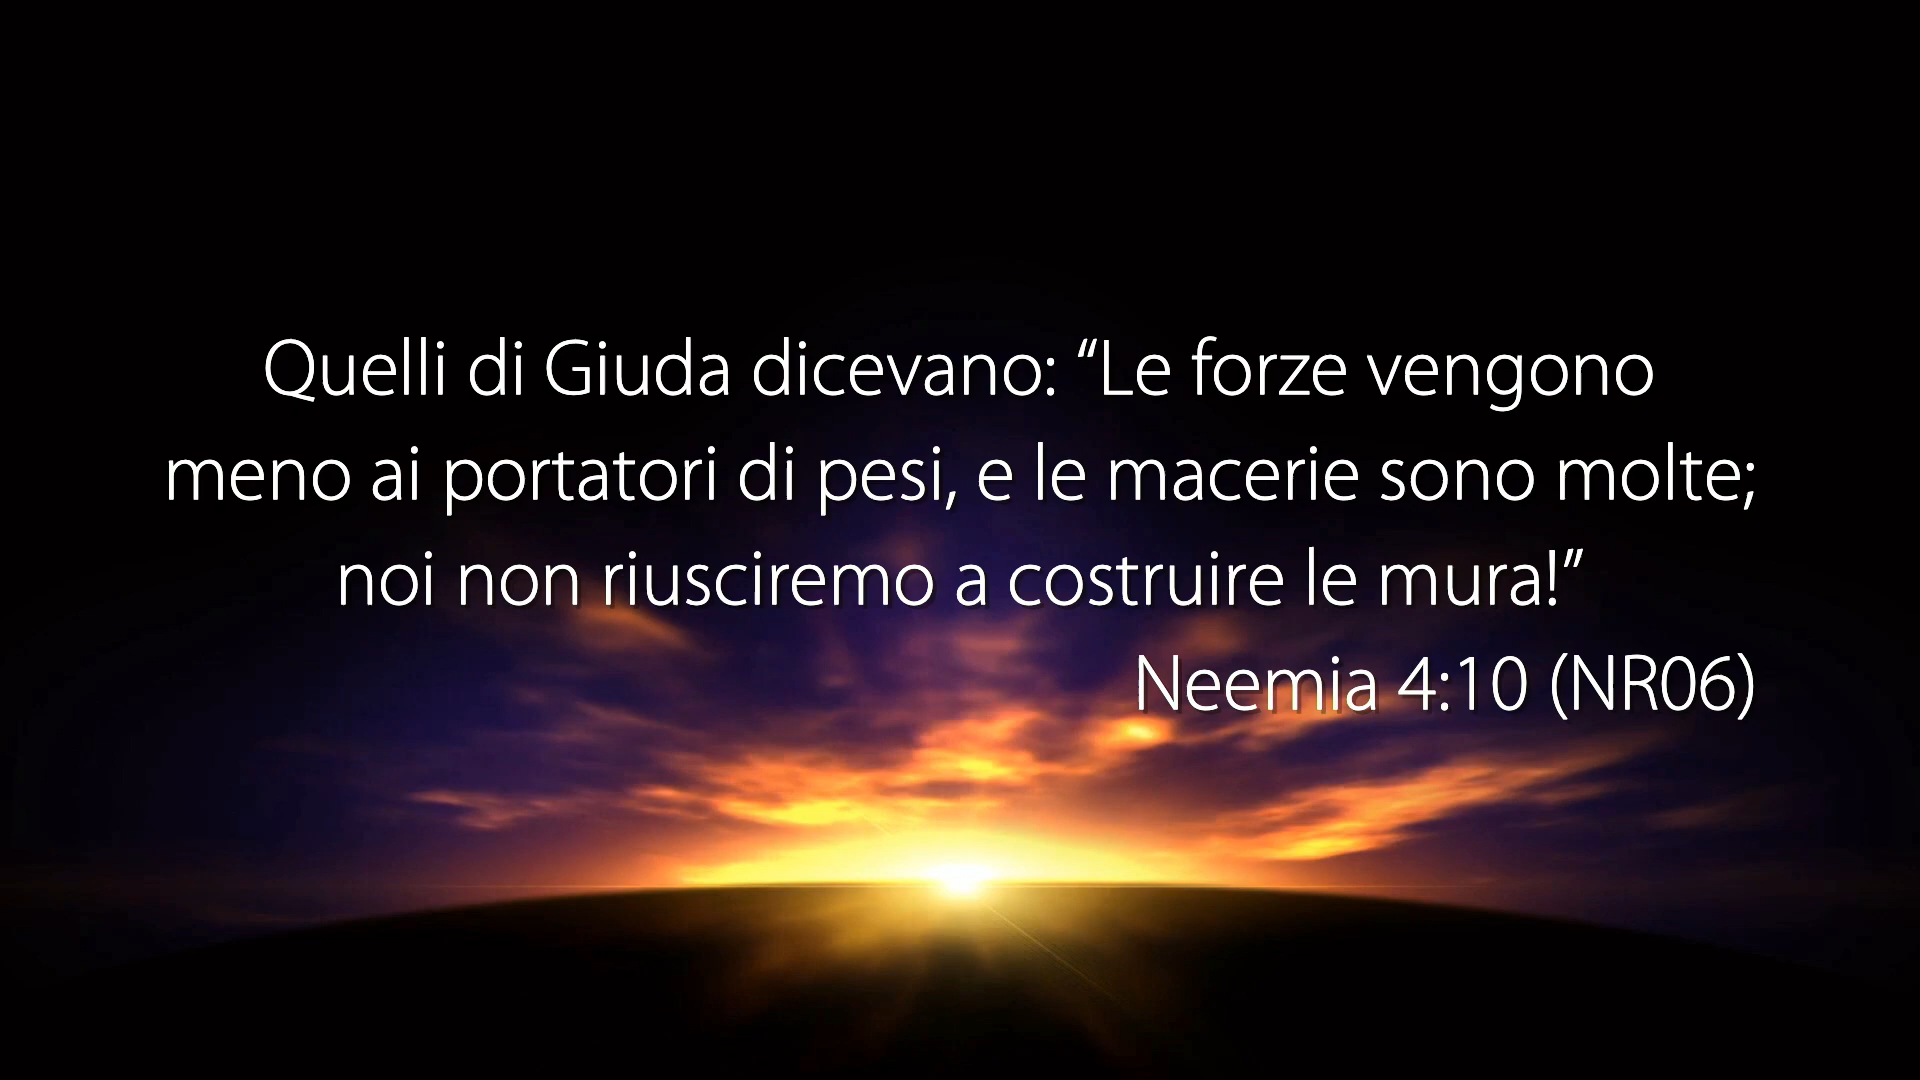 Quelli di Giuda dicevano: “Le forze vengono
meno ai portatori di pesi, e le macerie sono molte;
noi non riusciremo a costruire le mura!”
Neemia 4:10 (NR06)